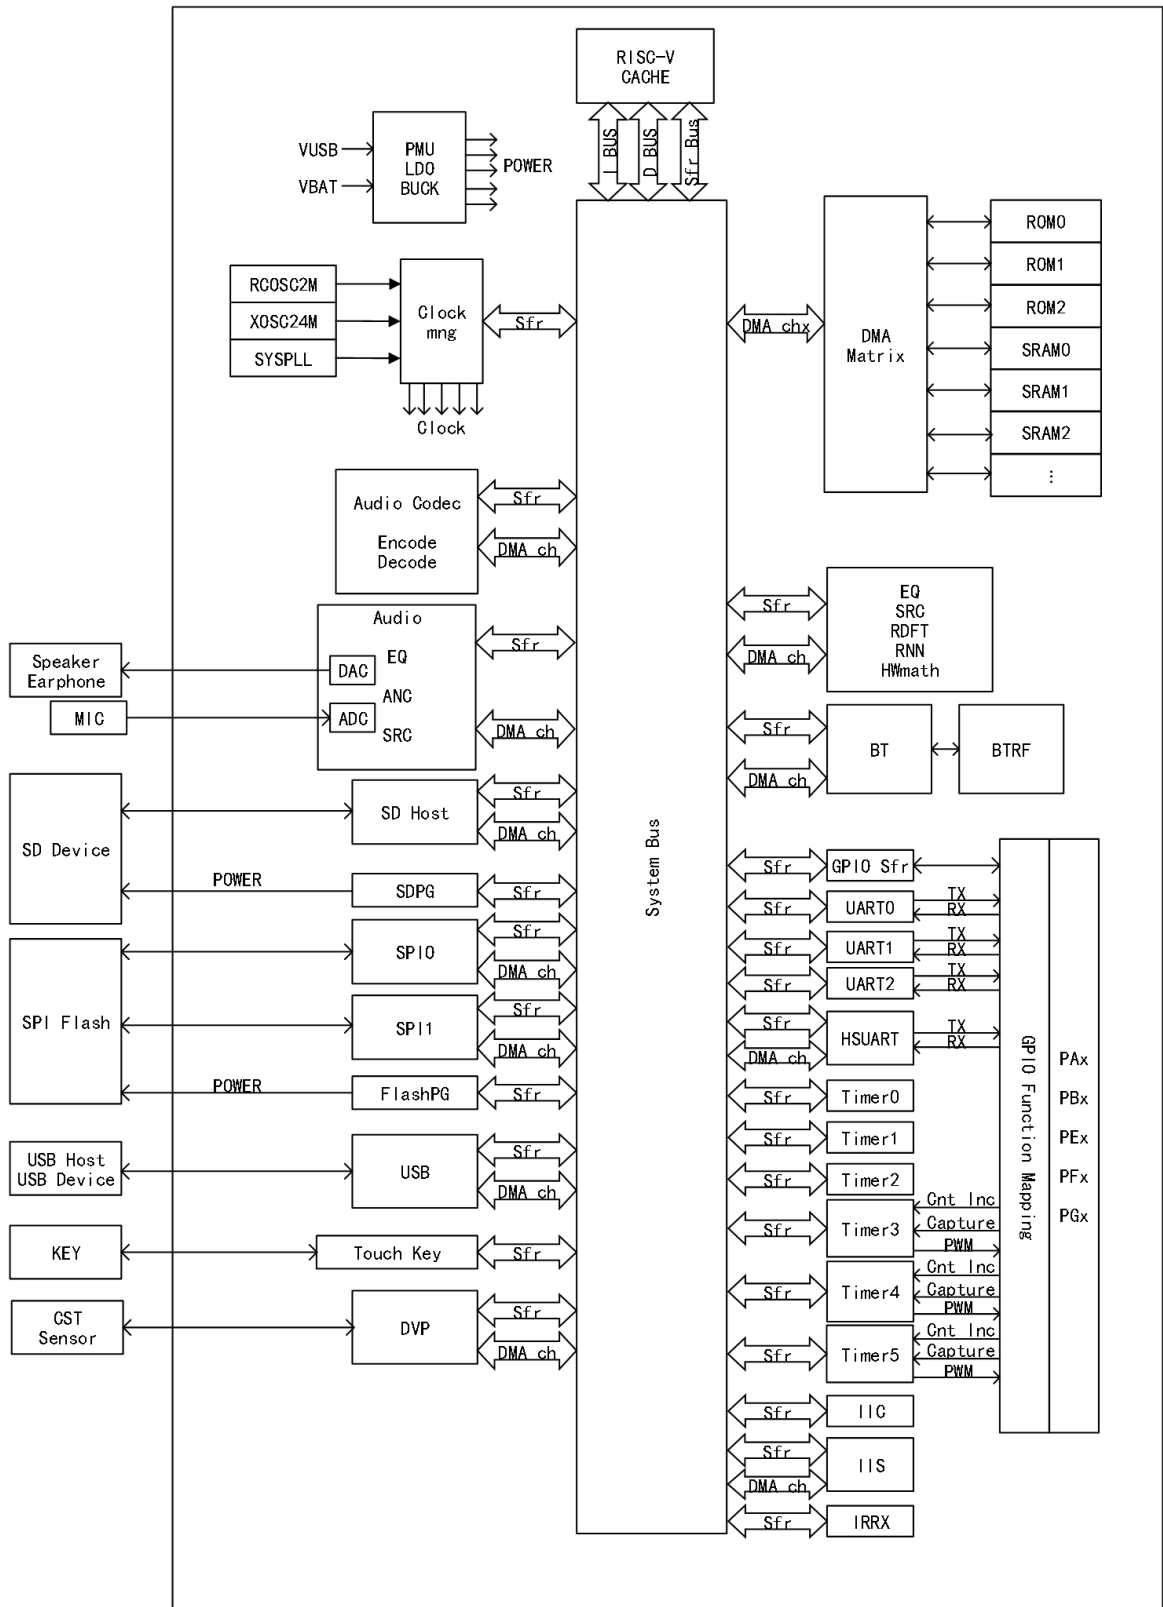 RISC-V
CACHE
I BUS
D BUS
Sfr Bus
VUSB
VBAT
PMU
LDO
BUCK
POWER
RCOSC2M
XOSC24M
SYSPLL
Clock
mng
Sfr
Clock
DMA chx
DMA
Matrix
ROM0
ROM1
ROM2
SRAM0
SRAM1
SRAM2
...
Audio Codec
Encode
Decode
Sfr
DMA ch
Audio
EQ
ANC
SRC
DAC
ADC
Sfr
DMA ch
Speaker
Earphone
MIC
SD Device
SD Host
Sfr
DMA ch
POWER
SDPG
Sfr
SPI Flash
SPI0
Sfr
DMA ch
SPI1
Sfr
DMA ch
POWER
FlashPG
Sfr
USB Host
USB Device
USB
Sfr
DMA ch
KEY
Touch Key
Sfr
CST
Sensor
DVP
Sfr
DMA ch
System Bus
Sfr
DMA ch
EQ
SRC
RDFT
RNN
HWmath
Sfr
DMA ch
BT
BTRF
Sfr
GPIO Sfr
Sfr
UART0
TX
RX
Sfr
UART1
TX
RX
Sfr
UART2
TX
RX
Sfr
DMA ch
HSUART
TX
RX
Sfr
Timer0
Sfr
Timer1
Sfr
Timer2
Sfr
Timer3
Cnt Inc
Capture
PWM
Sfr
Timer4
Cnt Inc
Capture
PWM
Sfr
Timer5
Cnt Inc
Capture
PWM
Sfr
IIC
Sfr
DMA ch
IIS
Sfr
IRRX
GPIO Function Mapping
PAx
PBx
PEx
PFx
PGx